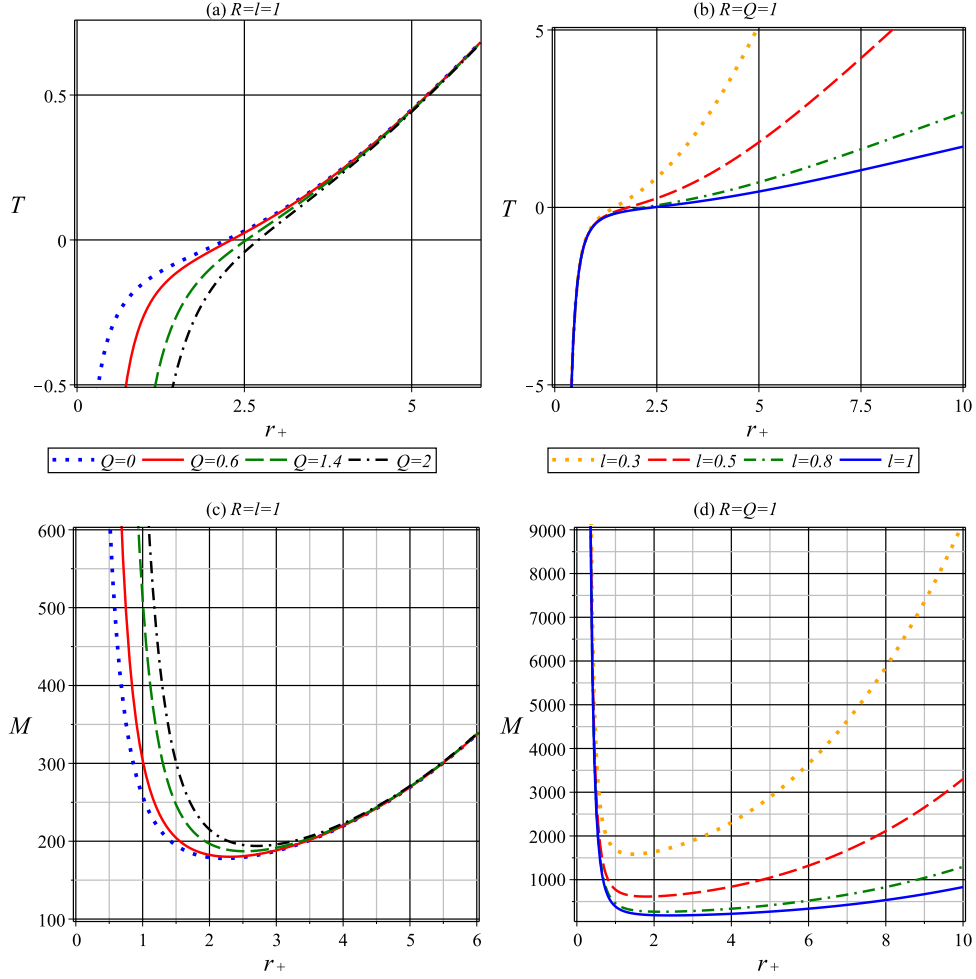 (a) R=l=1
T
0.5
0
−0.5
0 2.5 5
r+
Q=0 Q=0.6 Q=1.4 Q=2
(b) R=Q=1
T
5
0
−5
0 2.5 5 7.5 10
r+
l=0.3 l=0.5 l=0.8 l=1
(c) R=l=1
M
600
500
400
300
200
100
0 1 2 3 4 5 6
r+
(d) R=Q=1
M
9000
8000
7000
6000
5000
4000
3000
2000
1000
0 2 4 6 8 10
r+